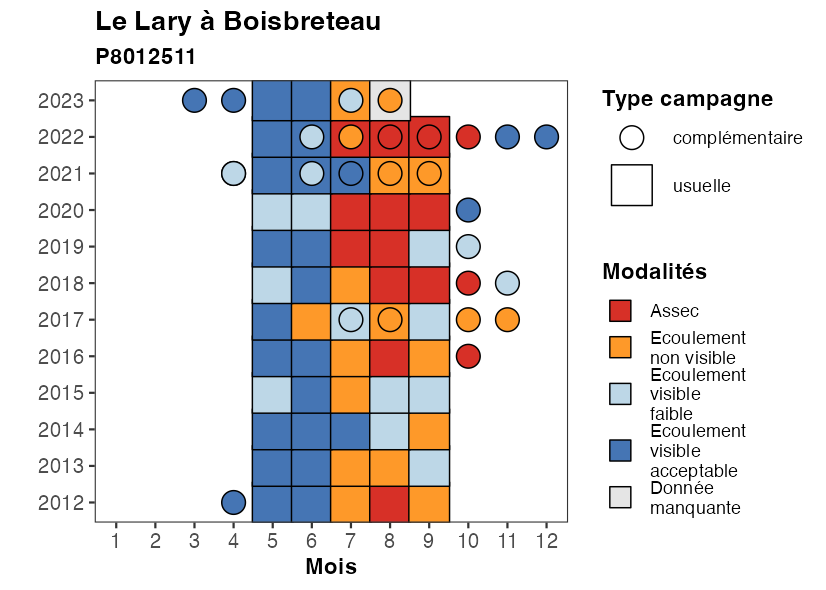 Le Lary à Boisbreteau
P8012511
2023
2022
2021
2020
2019
2018
2017
2016
2015
2014
2013
2012
1 2 3 4 5 6 7 8 9 10 11 12
Mois
Type campagne
complémentaire
usuelle
Modalités
Assec
Ecoulement
non visible
Ecoulement
visible
faible
Ecoulement
visible
acceptable
Donnée
manquante